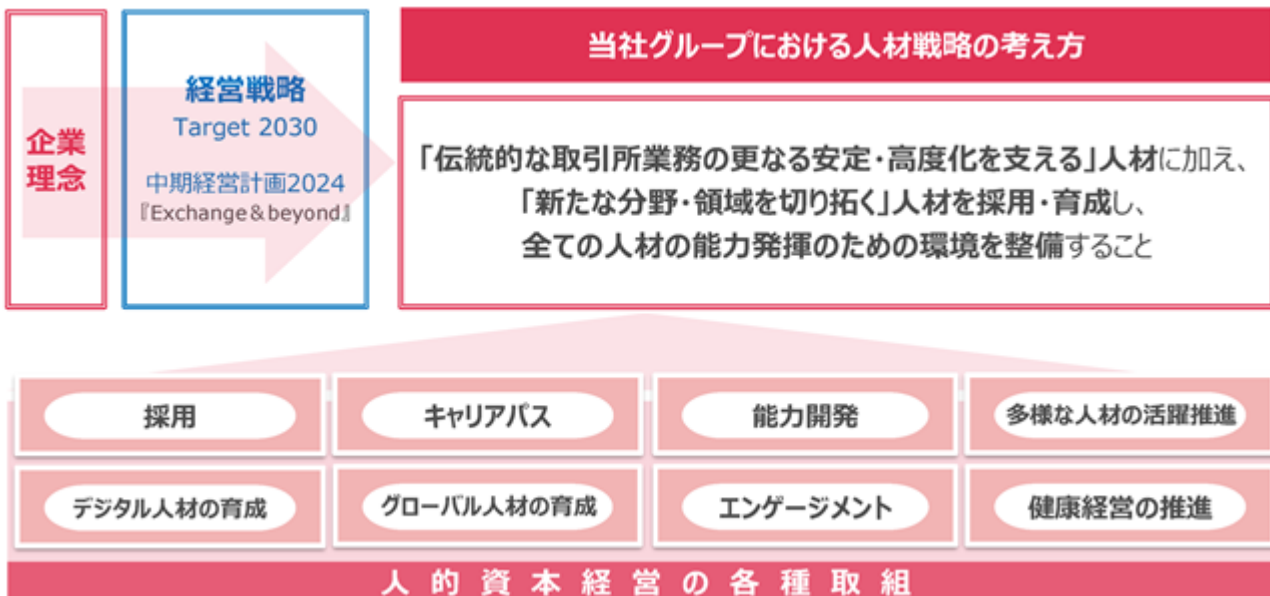 企業
理念
経営戦略
Target 2030
中期経営計画2024
『Exchange＆beyond』
当社グループにおける人材戦略の考え方
「伝統的な取引所業務の更なる安定・高度化を支える」人材に加え、
「新たな分野・領域を切り拓く」人材を採用・育成し、
全ての人材の能力発揮のための環境を整備すること
採用
キャリアパス
能力開発
多様な人材の活躍推進
デジタル人材の育成
グローバル人材の育成
エンゲージメント
健康経営の推進
人的資本経営の各種取組